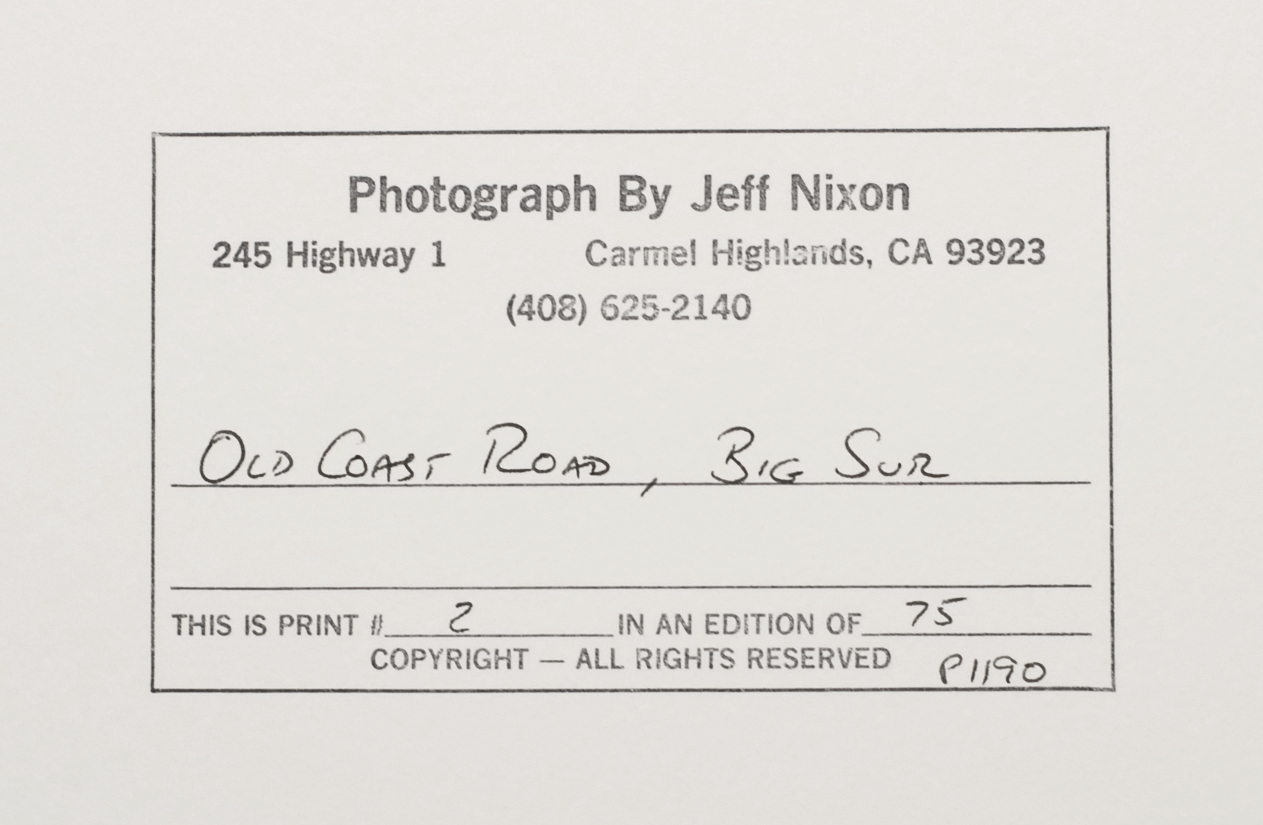 Photograph By Jeff Nixon
245 Highway 1 Carmel Highlands, CA 93923
(408) 625-2140
OLD COAST ROAD, BIG SUR
THIS IS PRINT # 2 IN AN EDITION OF 75
COPYRIGHT — ALL RIGHTS RESERVED P1190